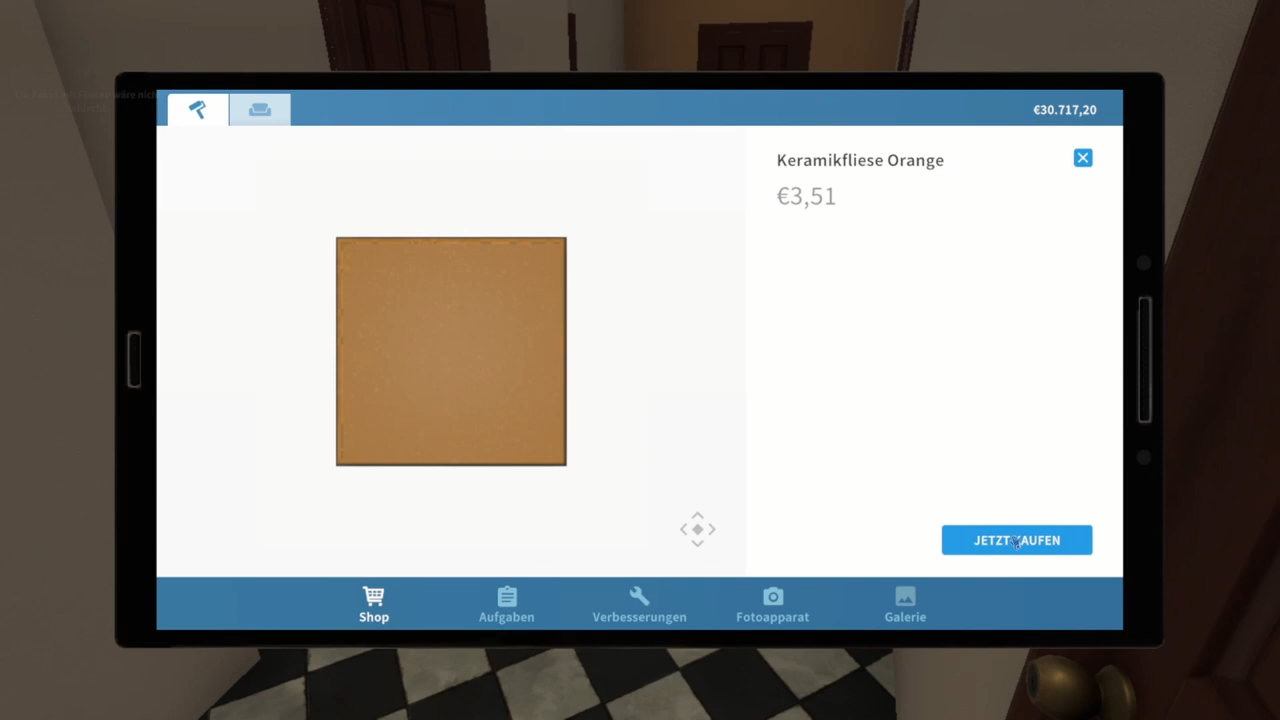 €30.717,20
Keramikfliese Orange
€3,51
JETZT KAUFEN
Shop
Aufgaben
Verbesserungen
Fotoapparat
Galerie